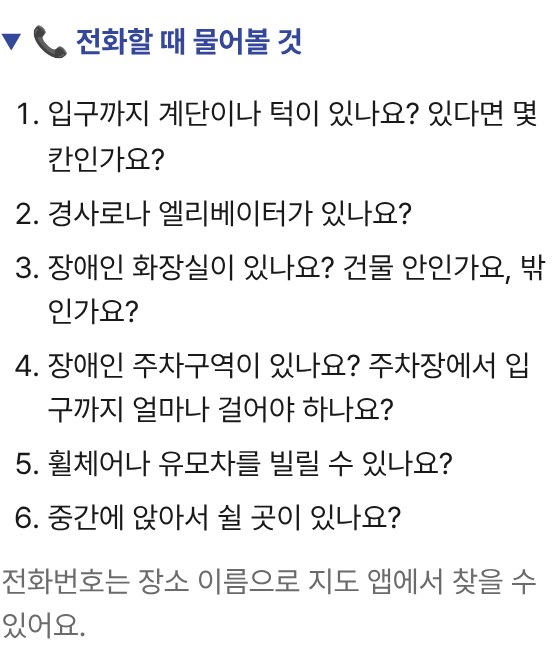 ▼ 📞 전화할 때 물어볼 것
1. 입구까지 계단이나 턱이 있나요? 있다면 몇
칸인가요?
2. 경사로나 엘리베이터가 있나요?
3. 장애인 화장실이 있나요? 건물 안인가요, 밖
인가요?
4. 장애인 주차구역이 있나요? 주차장에서 입
구까지 얼마나 걸어야 하나요?
5. 휠체어나 유모차를 빌릴 수 있나요?
6. 중간에 앉아서 쉴 곳이 있나요?
전화번호는 장소 이름으로 지도 앱에서 찾을 수
있어요.